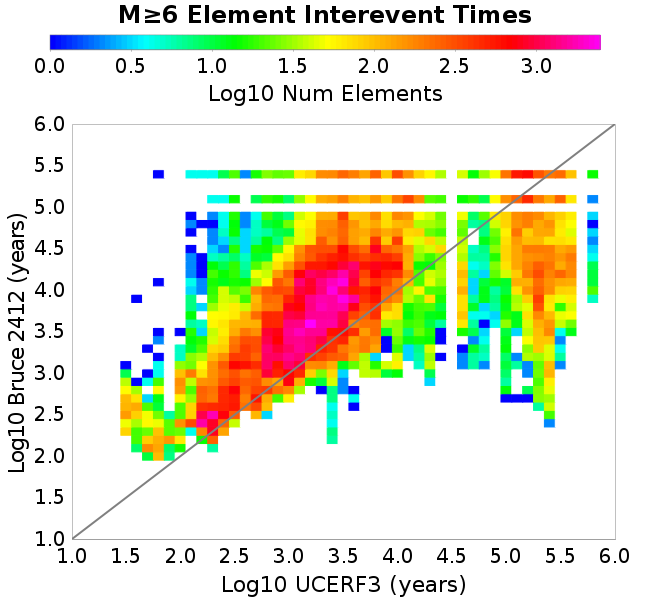 M≥6 Element Interevent Times
0.0 0.5 1.0 1.5 2.0 2.5 3.0
Log10 Num Elements
6.0
5.5
5.0
4.5
4.0
3.5
3.0
2.5
2.0
1.5
1.0
Log10 Bruce 2412 (years)
1.0 1.5 2.0 2.5 3.0 3.5 4.0 4.5 5.0 5.5 6.0
Log10 UCERF3 (years)